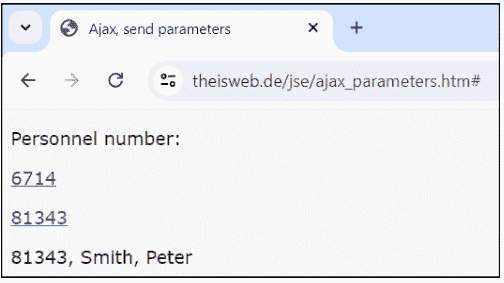 Ajax, send parameters
theisweb.de/jse/ajax_parameters.htm#
Personnel number:
6714
81343
81343, Smith, Peter